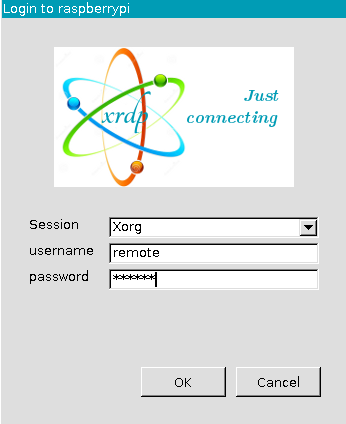 Login to raspberrypi
xrdp
Just
connecting
Session
Xorg
username
remote
password
******
OK
Cancel